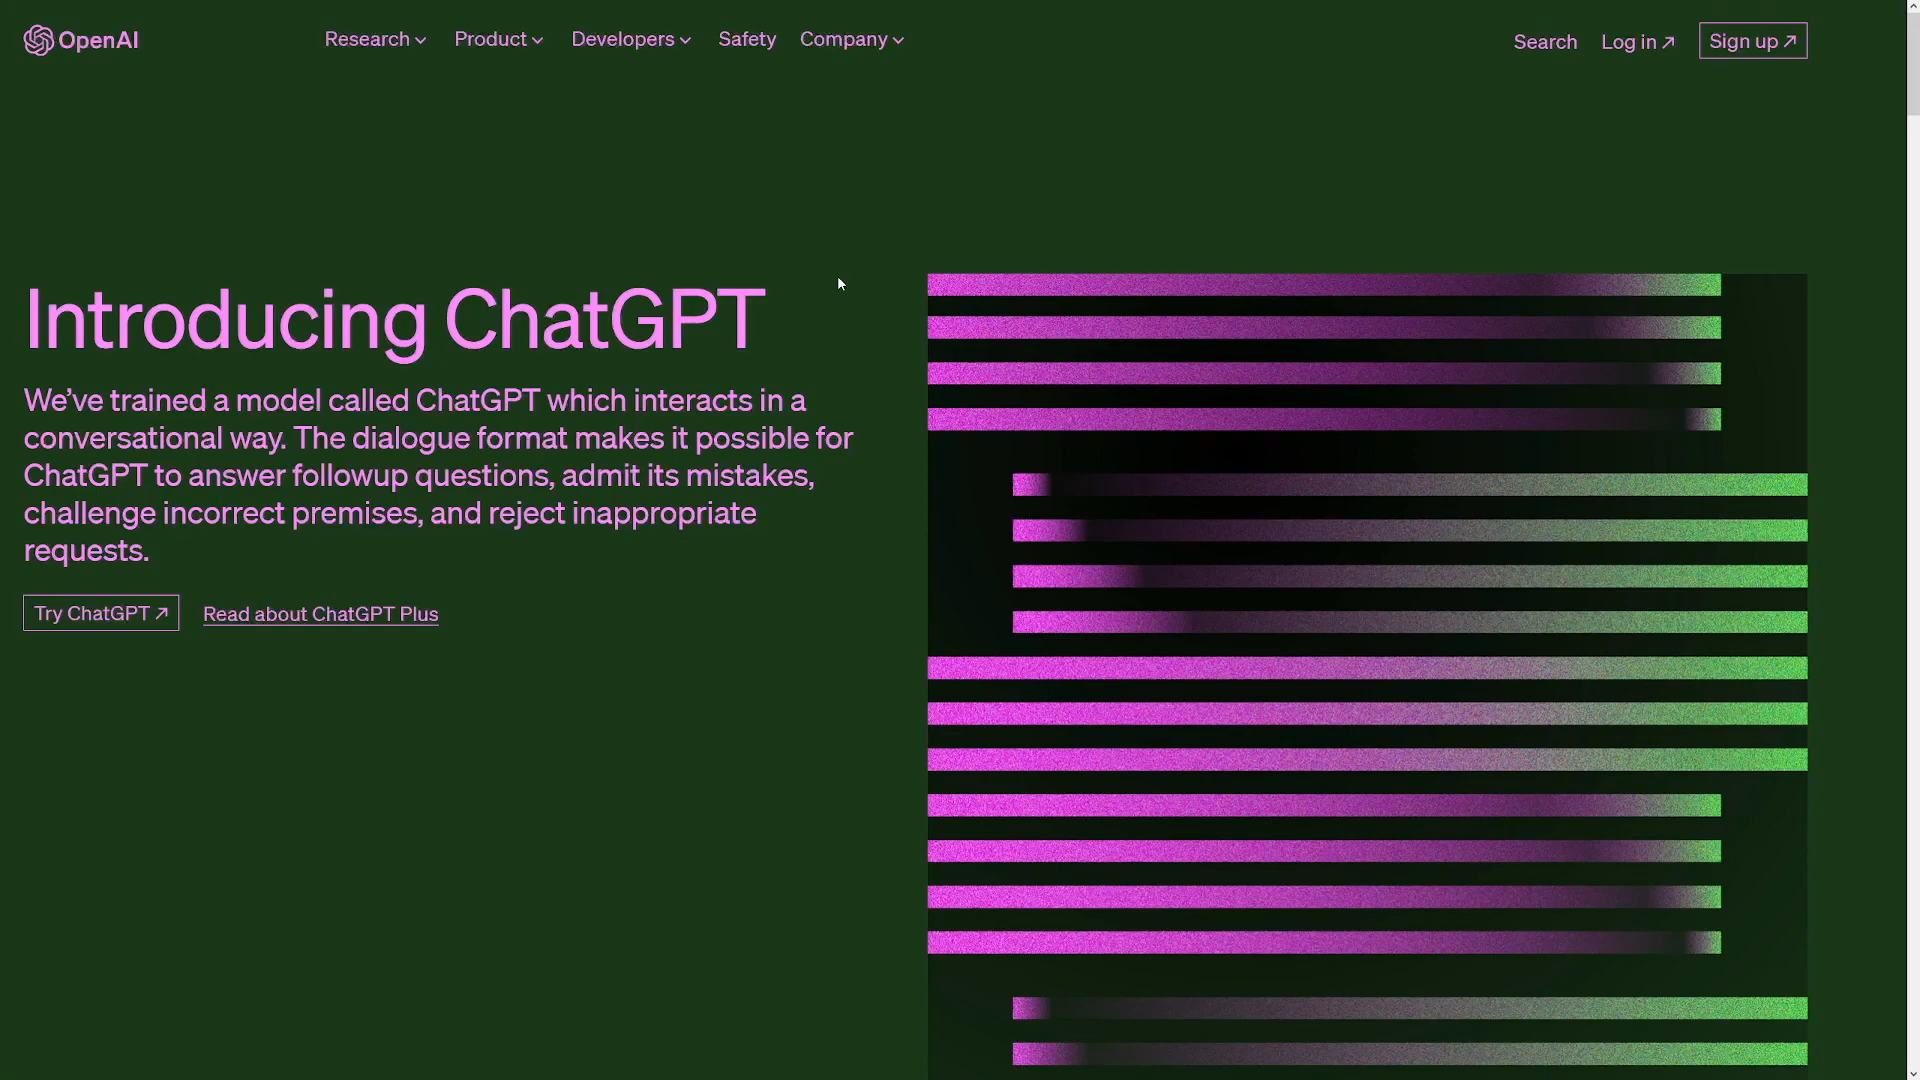 OpenAI
Research
Product
Developers
Safety
Company
Search
Log in ↗
Sign up ↗
Introducing ChatGPT
We’ve trained a model called ChatGPT which interacts in a
conversational way. The dialogue format makes it possible for
ChatGPT to answer followup questions, admit its mistakes,
challenge incorrect premises, and reject inappropriate
requests.
Try ChatGPT ↗
Read about ChatGPT Plus